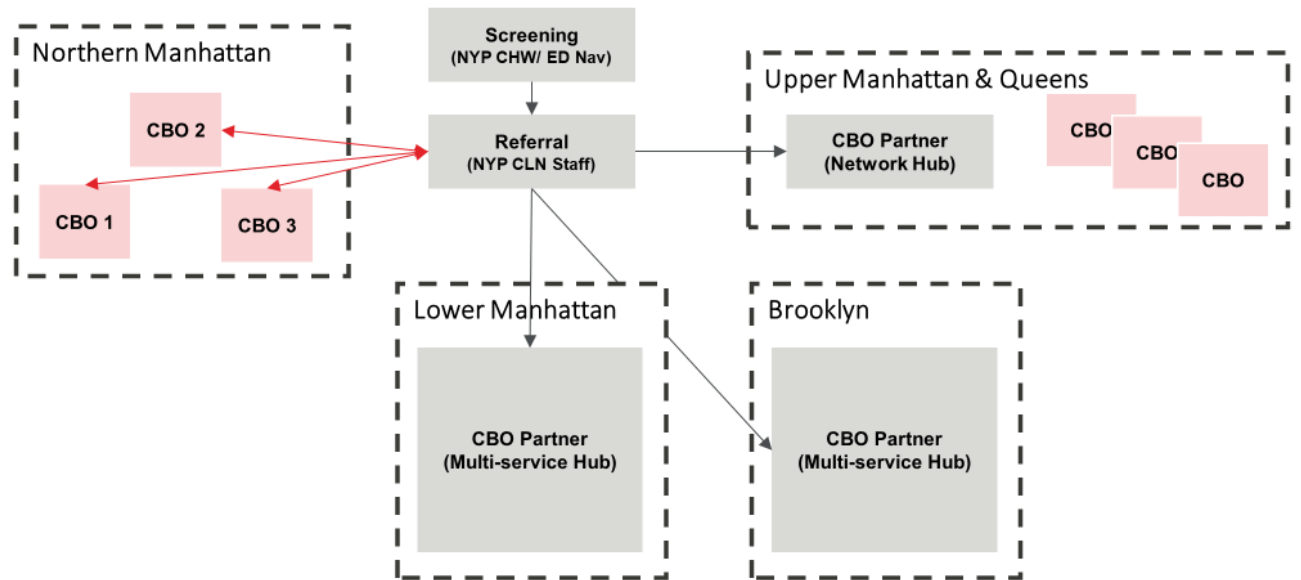 Northern Manhattan
CBO 2
CBO 1
CBO 3
Screening
(NYP CHW/ ED Nav)
Referral
(NYP CLN Staff)
Upper Manhattan & Queens
CBO Partner
(Network Hub)
CBO
CBO
CBO
Lower Manhattan
CBO Partner
(Multi-service Hub)
Brooklyn
CBO Partner
(Multi-service Hub)